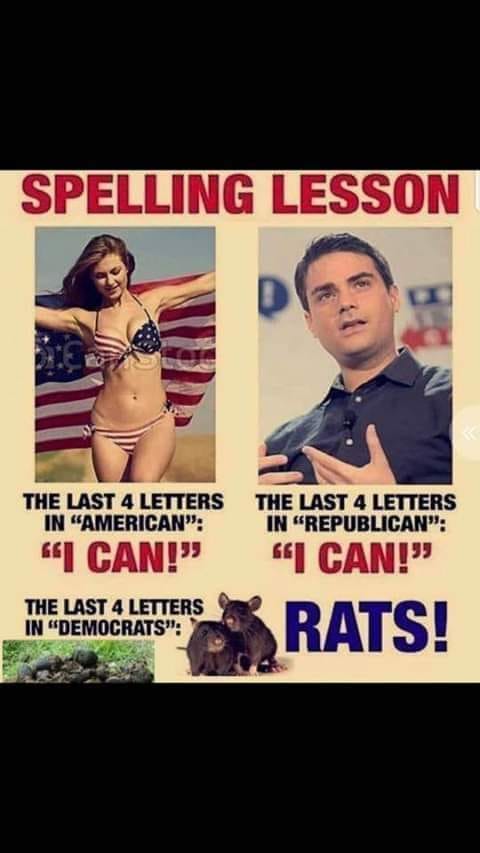 SPELLING LESSON
THE LAST 4 LETTERS
IN “AMERICAN”:
“I CAN!”
THE LAST 4 LETTERS
IN “REPUBLICAN”:
“I CAN!”
THE LAST 4 LETTERS
IN “DEMOCRATS”:
RATS!